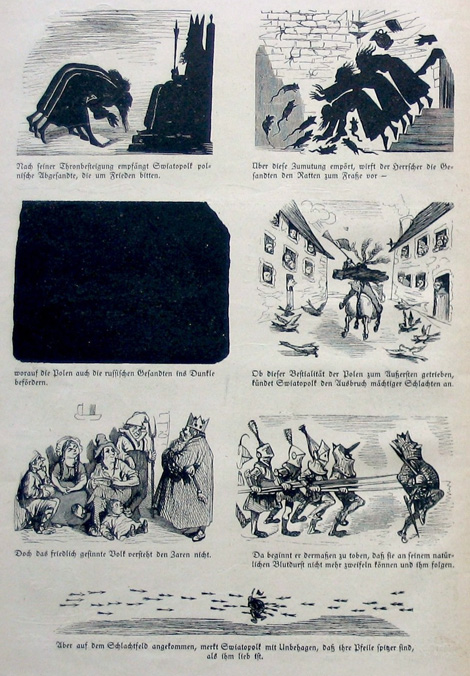 Nach seiner Thronbesteigung empfängt Swiatopolk pol-
nische Abgesandte, die um Frieden bitten.
Über diese Zumutung empört, wirft der Herrscher die Ge-
sandten den Ratten zum Fraße vor —
worauf die Polen auch die russischen Gesandten ins Dunkle
befördern.
Ob dieser Bestialität der Polen zum Äußersten getrieben,
kündet Swiatopolk den Ausbruch mächtiger Schlachten an.
Doch das friedlich gesinnte Volk versteht den Zaren nicht.
Da beginnt er dermaßen zu toben, daß sie an seinem natür-
lichen Blutdurst nicht mehr zweifeln können und ihm folgen.
Aber auf dem Schlachtfeld angekommen, merkt Swiatopolk mit Unbehagen, daß ihre Pfeile spitzer sind,
als ihm lieb ist.